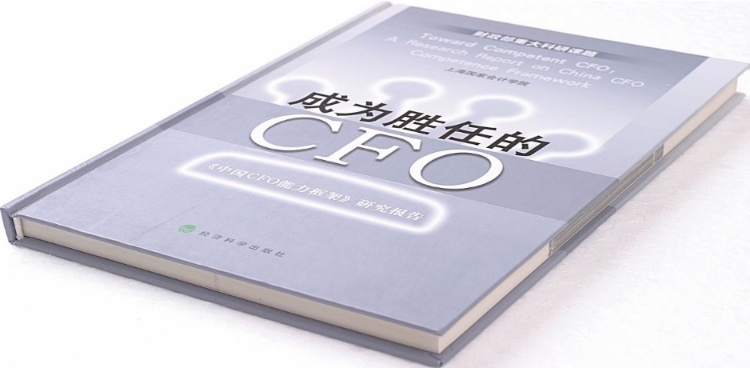 财政部重大科研课题
Toward Competent CFO:
A Research Report on China CFO
Competence Framework
上海国家会计学院
成为胜任的
CFO
《中国CFO能力框架》研究报告
经济科学出版社